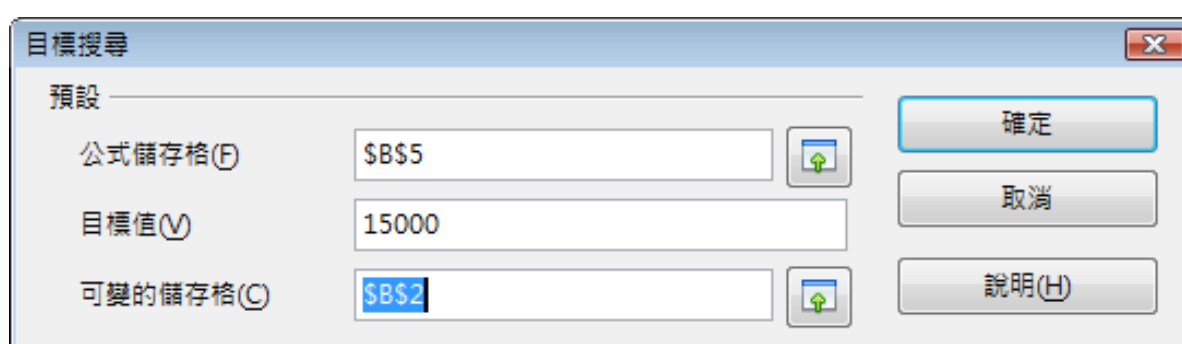 目標搜尋
預設
公式儲存格(F) $B$5
目標值(V) 15000
可變的儲存格(C) $B$2
確定
取消
說明(H)